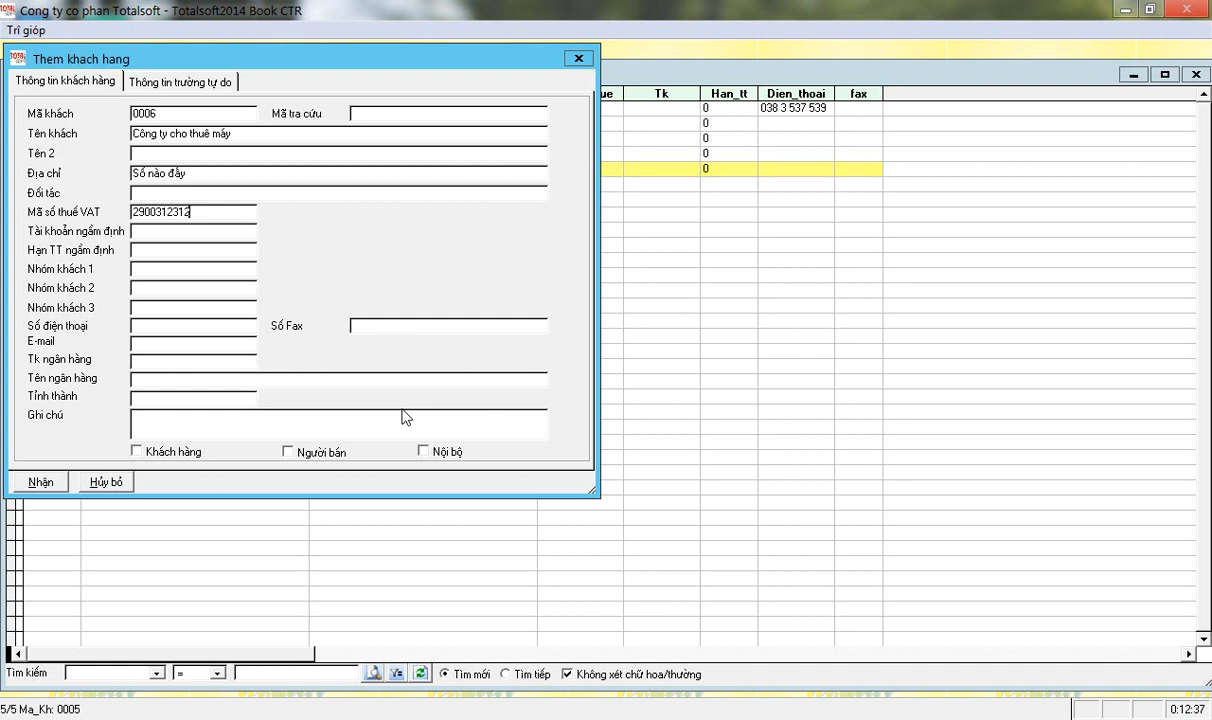 Cong ty co phan Totalsoft - Totalsoft2014 Book CTR
Trï giúp
Them khach hang
Thông tin khách hàng
Thông tin trường tự do
Mã khách 0006 Mã tra cứu
Tên khách Công ty cho thuê máy
Tên 2
Địa chỉ Số nào đấy
Đối tác
Mã số thuế VAT 2900312312
Tài khoản ngầm định
Hạn TT ngầm định
Nhóm khách 1
Nhóm khách 2
Nhóm khách 3
Số điện thoại Số Fax
E-mail
Tk ngân hàng
Tên ngân hàng
Tỉnh thành
Ghi chú
Khách hàng Người bán Nội bộ
Nhận Hủy bỏ
ue Tk Han_tt Dien_thoai fax
0 038 3 537 539
0
0
0
0
Tìm kiếm = Tìm mới Tìm tiếp Không xét chữ hoa/thường
5/5 Ma_Kh: 0005 0:12:37